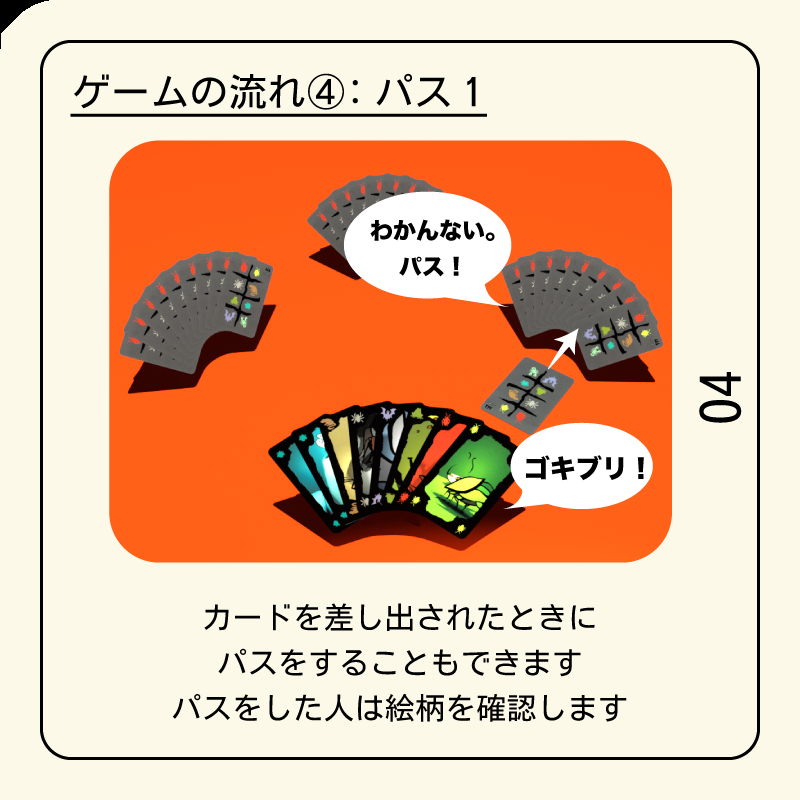 ゲームの流れ④：パス1
わかんない。
パス！
ゴキブリ！
04
カードを差し出されたときに
パスをすることもできます
パスをした人は絵柄を確認します